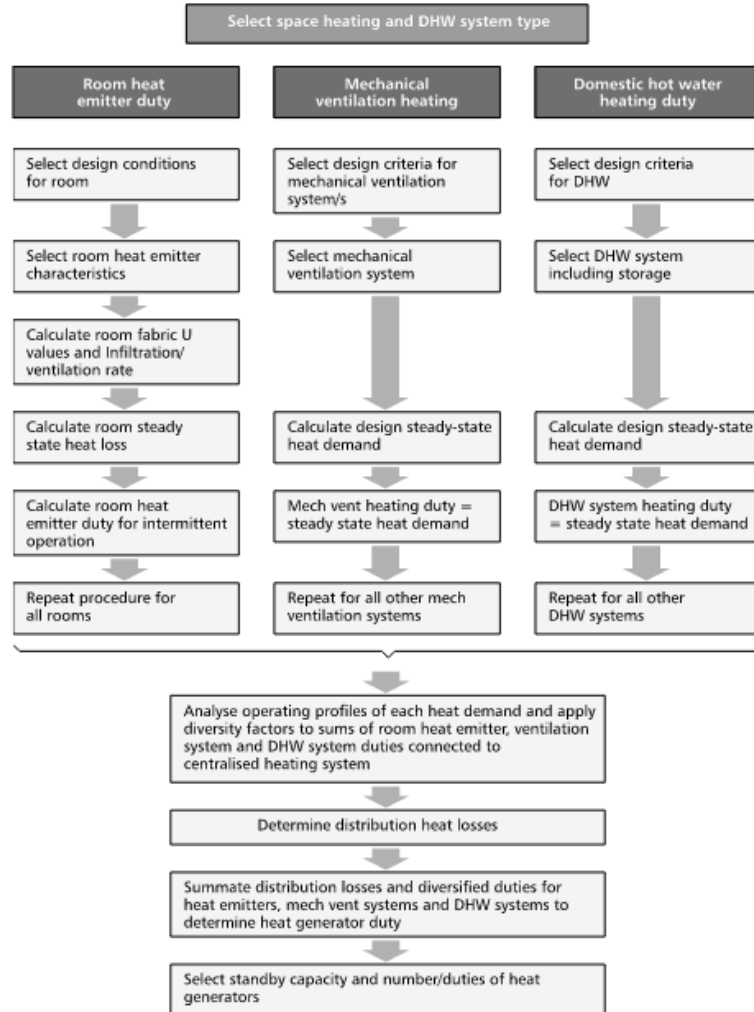 Select space heating and DHW system type
Room heat
emitter duty
Select design conditions
for room
Select room heat emitter
characteristics
Calculate room fabric U
values and Infiltration/
ventilation rate
Calculate room steady
state heat loss
Calculate room heat
emitter duty for intermittent
operation
Repeat procedure for
all rooms
Mechanical
ventilation heating
Select design criteria for
mechanical ventilation
system/s
Select mechanical
ventilation system
Calculate design steady-state
heat demand
Mech vent heating duty =
steady state heat demand
Repeat for all other mech
ventilation systems
Domestic hot water
heating duty
Select design criteria
for DHW
Select DHW system
including storage
Calculate design steady-state
heat demand
DHW system heating duty
= steady state heat demand
Repeat for all other
DHW systems
Analyse operating profiles of each heat demand and apply
diversity factors to sums of room heat emitter, ventilation
system and DHW system duties connected to
centralised heating system
Determine distribution heat losses
Summate distribution losses and diversified duties for
heat emitters, mech vent systems and DHW systems to
determine heat generator duty
Select standby capacity and number/duties of heat
generators